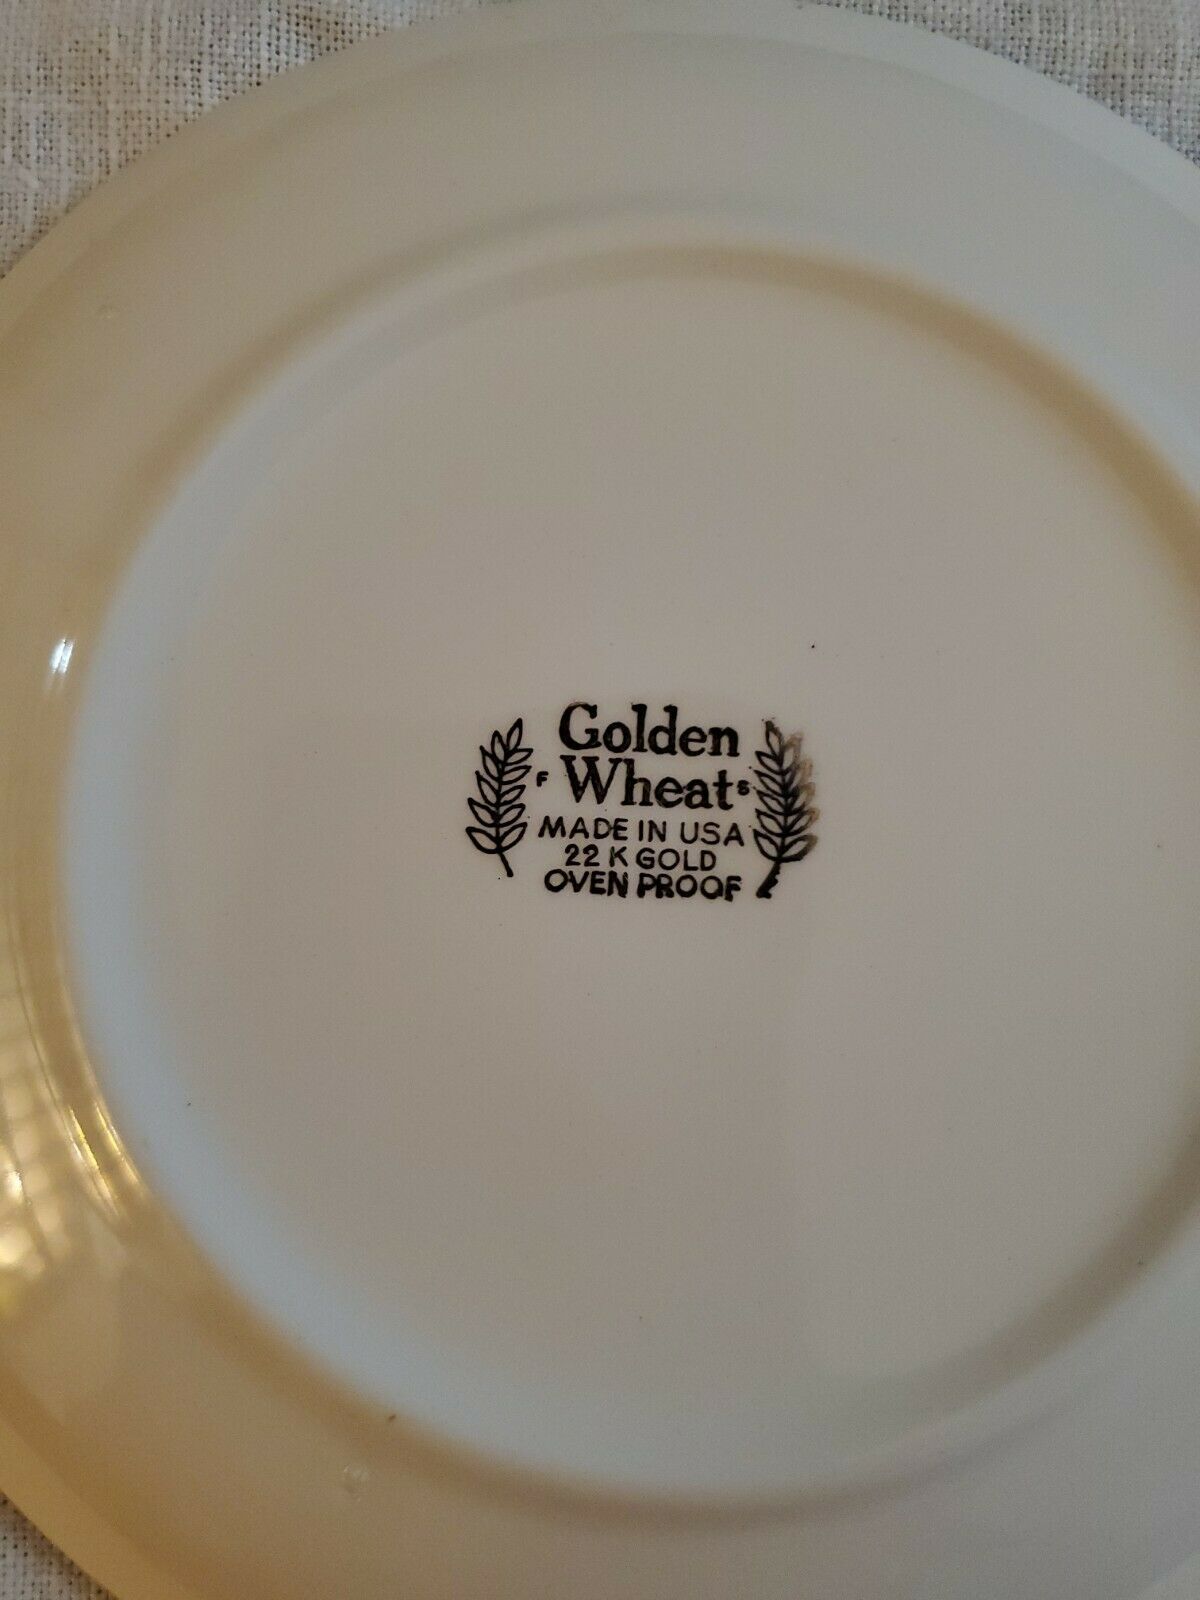 Golden
F Wheat S
MADE IN USA
22 K GOLD
OVEN PROOF